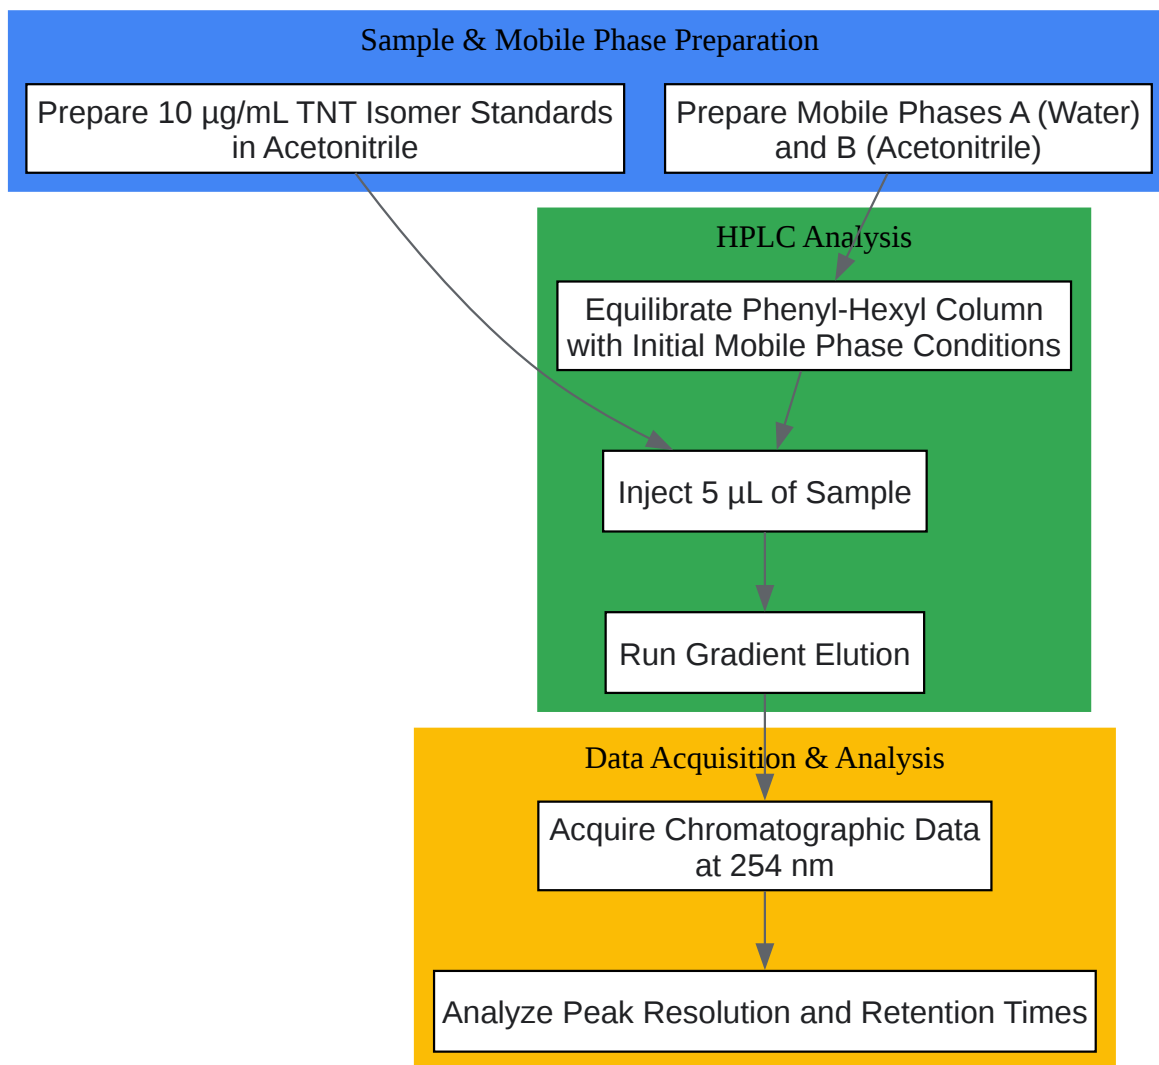 Sample & Mobile Phase Preparation
Prepare 10 µg/mL TNT Isomer Standards
in Acetonitrile
Prepare Mobile Phases A (Water)
and B (Acetonitrile)
HPLC Analysis
Equilibrate Phenyl-Hexyl Column
with Initial Mobile Phase Conditions
Inject 5 µL of Sample
Run Gradient Elution
Data Acquisition & Analysis
Acquire Chromatographic Data
at 254 nm
Analyze Peak Resolution and Retention Times